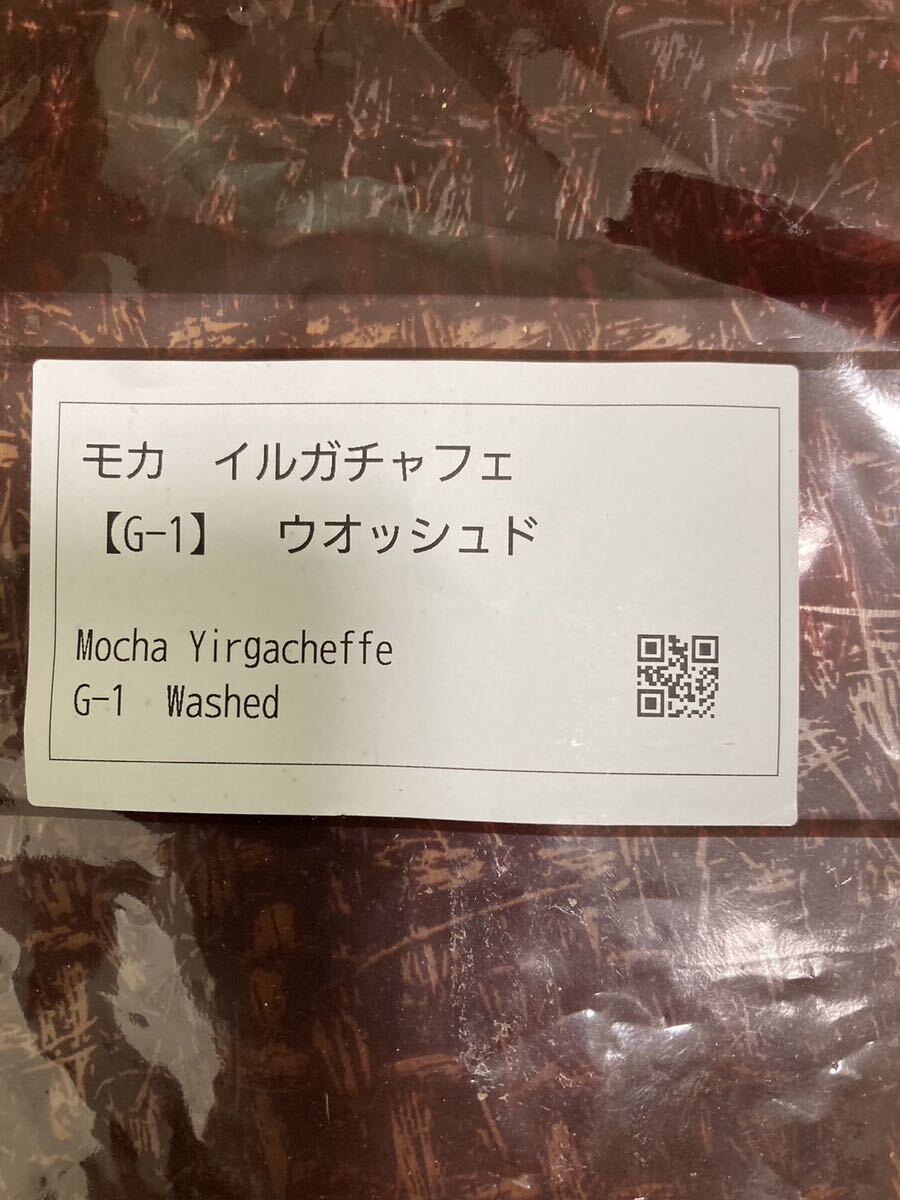 モカ　イルガチャフェ
【G-1】　ウオッシュド
Mocha Yirgacheffe
G-1　Washed